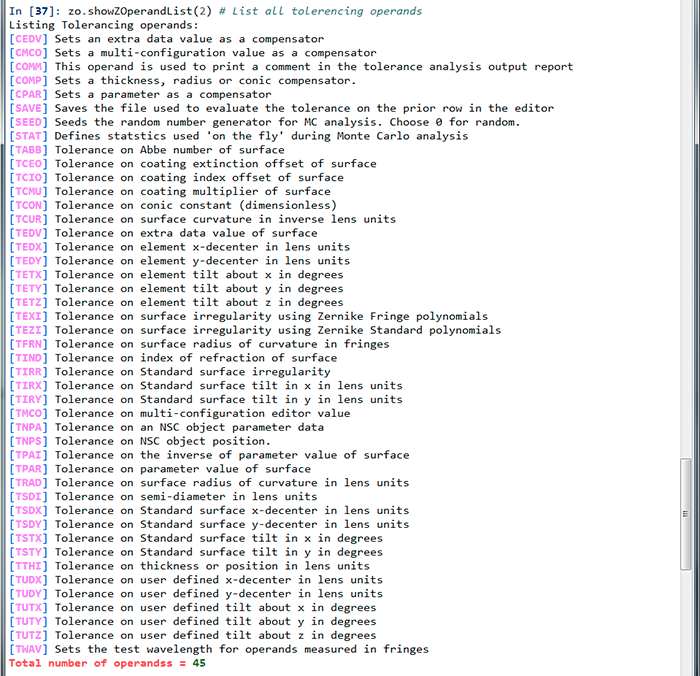 In [37]: zo.showZOperandList(2) # List all tolerencing operands
Listing Tolerancing operands:
[CEDV] Sets an extra data value as a compensator
[CMCO] Sets a multi-configuration value as a compensator
[COMM] This operand is used to print a comment in the tolerance analysis output report
[COMP] Sets a thickness, radius or conic compensator.
[CPAR] Sets a parameter as a compensator
[SAVE] Saves the file used to evaluate the tolerance on the prior row in the editor
[SEED] Seeds the random number generator for MC analysis. Choose 0 for random.
[STAT] Defines statstics used 'on the fly' during Monte Carlo analysis
[TABB] Tolerance on Abbe number of surface
[TCEO] Tolerance on coating extinction offset of surface
[TCIO] Tolerance on coating index offset of surface
[TCMU] Tolerance on coating multiplier of surface
[TCON] Tolerance on conic constant (dimensionless)
[TCUR] Tolerance on surface curvature in inverse lens units
[TEDV] Tolerance on extra data value of surface
[TEDX] Tolerance on element x-decenter in lens units
[TEDY] Tolerance on element y-decenter in lens units
[TETX] Tolerance on element tilt about x in degrees
[TETY] Tolerance on element tilt about y in degrees
[TETZ] Tolerance on element tilt about z in degrees
[TEXI] Tolerance on surface irregularity using Zernike Fringe polynomials
[TEZI] Tolerance on surface irregularity using Zernike Standard polynomials
[TFRN] Tolerance on surface radius of curvature in fringes
[TIND] Tolerance on index of refraction of surface
[TIRR] Tolerance on Standard surface irregularity
[TIRX] Tolerance on Standard surface tilt in x in lens units
[TIRY] Tolerance on Standard surface tilt in y in lens units
[TMCO] Tolerance on multi-configuration editor value
[TNPA] Tolerance on an NSC object parameter data
[TNPS] Tolerance on NSC object position.
[TPAI] Tolerance on the inverse of parameter value of surface
[TPAR] Tolerance on parameter value of surface
[TRAD] Tolerance on surface radius of curvature in lens units
[TSDI] Tolerance on semi-diameter in lens units
[TSDX] Tolerance on Standard surface x-decenter in lens units
[TSDY] Tolerance on Standard surface y-decenter in lens units
[TSTX] Tolerance on Standard surface tilt in x in degrees
[TSTY] Tolerance on Standard surface tilt in y in degrees
[TTHI] Tolerance on thickness or position in lens units
[TUDX] Tolerance on user defined x-decenter in lens units
[TUDY] Tolerance on user defined y-decenter in lens units
[TUTX] Tolerance on user defined tilt about x in degrees
[TUTY] Tolerance on user defined tilt about y in degrees
[TUTZ] Tolerance on user defined tilt about z in degrees
[TWAV] Sets the test wavelength for operands measured in fringes
Total number of operandss = 45